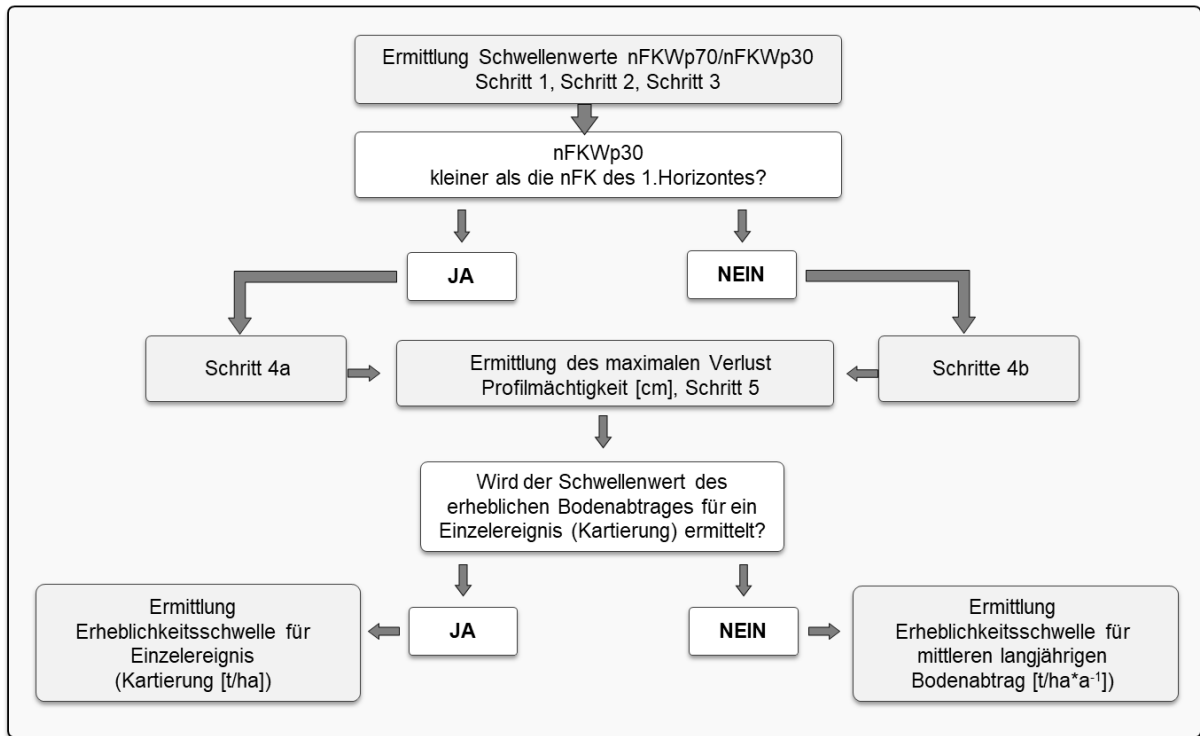 Ermittlung Schwellenwerte nFKWp70/nFKWp30
Schritt 1, Schritt 2, Schritt 3
nFKWp30
kleiner als die nFK des 1.Horizontes?
JA
NEIN
Schritt 4a
Ermittlung des maximalen Verlust
Profilmächtigkeit [cm], Schritt 5
Schritte 4b
Wird der Schwellenwert des
erheblichen Bodenabtrages für ein
Einzelereignis (Kartierung) ermittelt?
JA
NEIN
Ermittlung
Erheblichkeitsschwelle für
Einzelereignis
(Kartierung [t/ha])
Ermittlung
Erheblichkeitsschwelle für
mittleren langjährigen
Bodenabtrag [t/ha*a⁻¹])